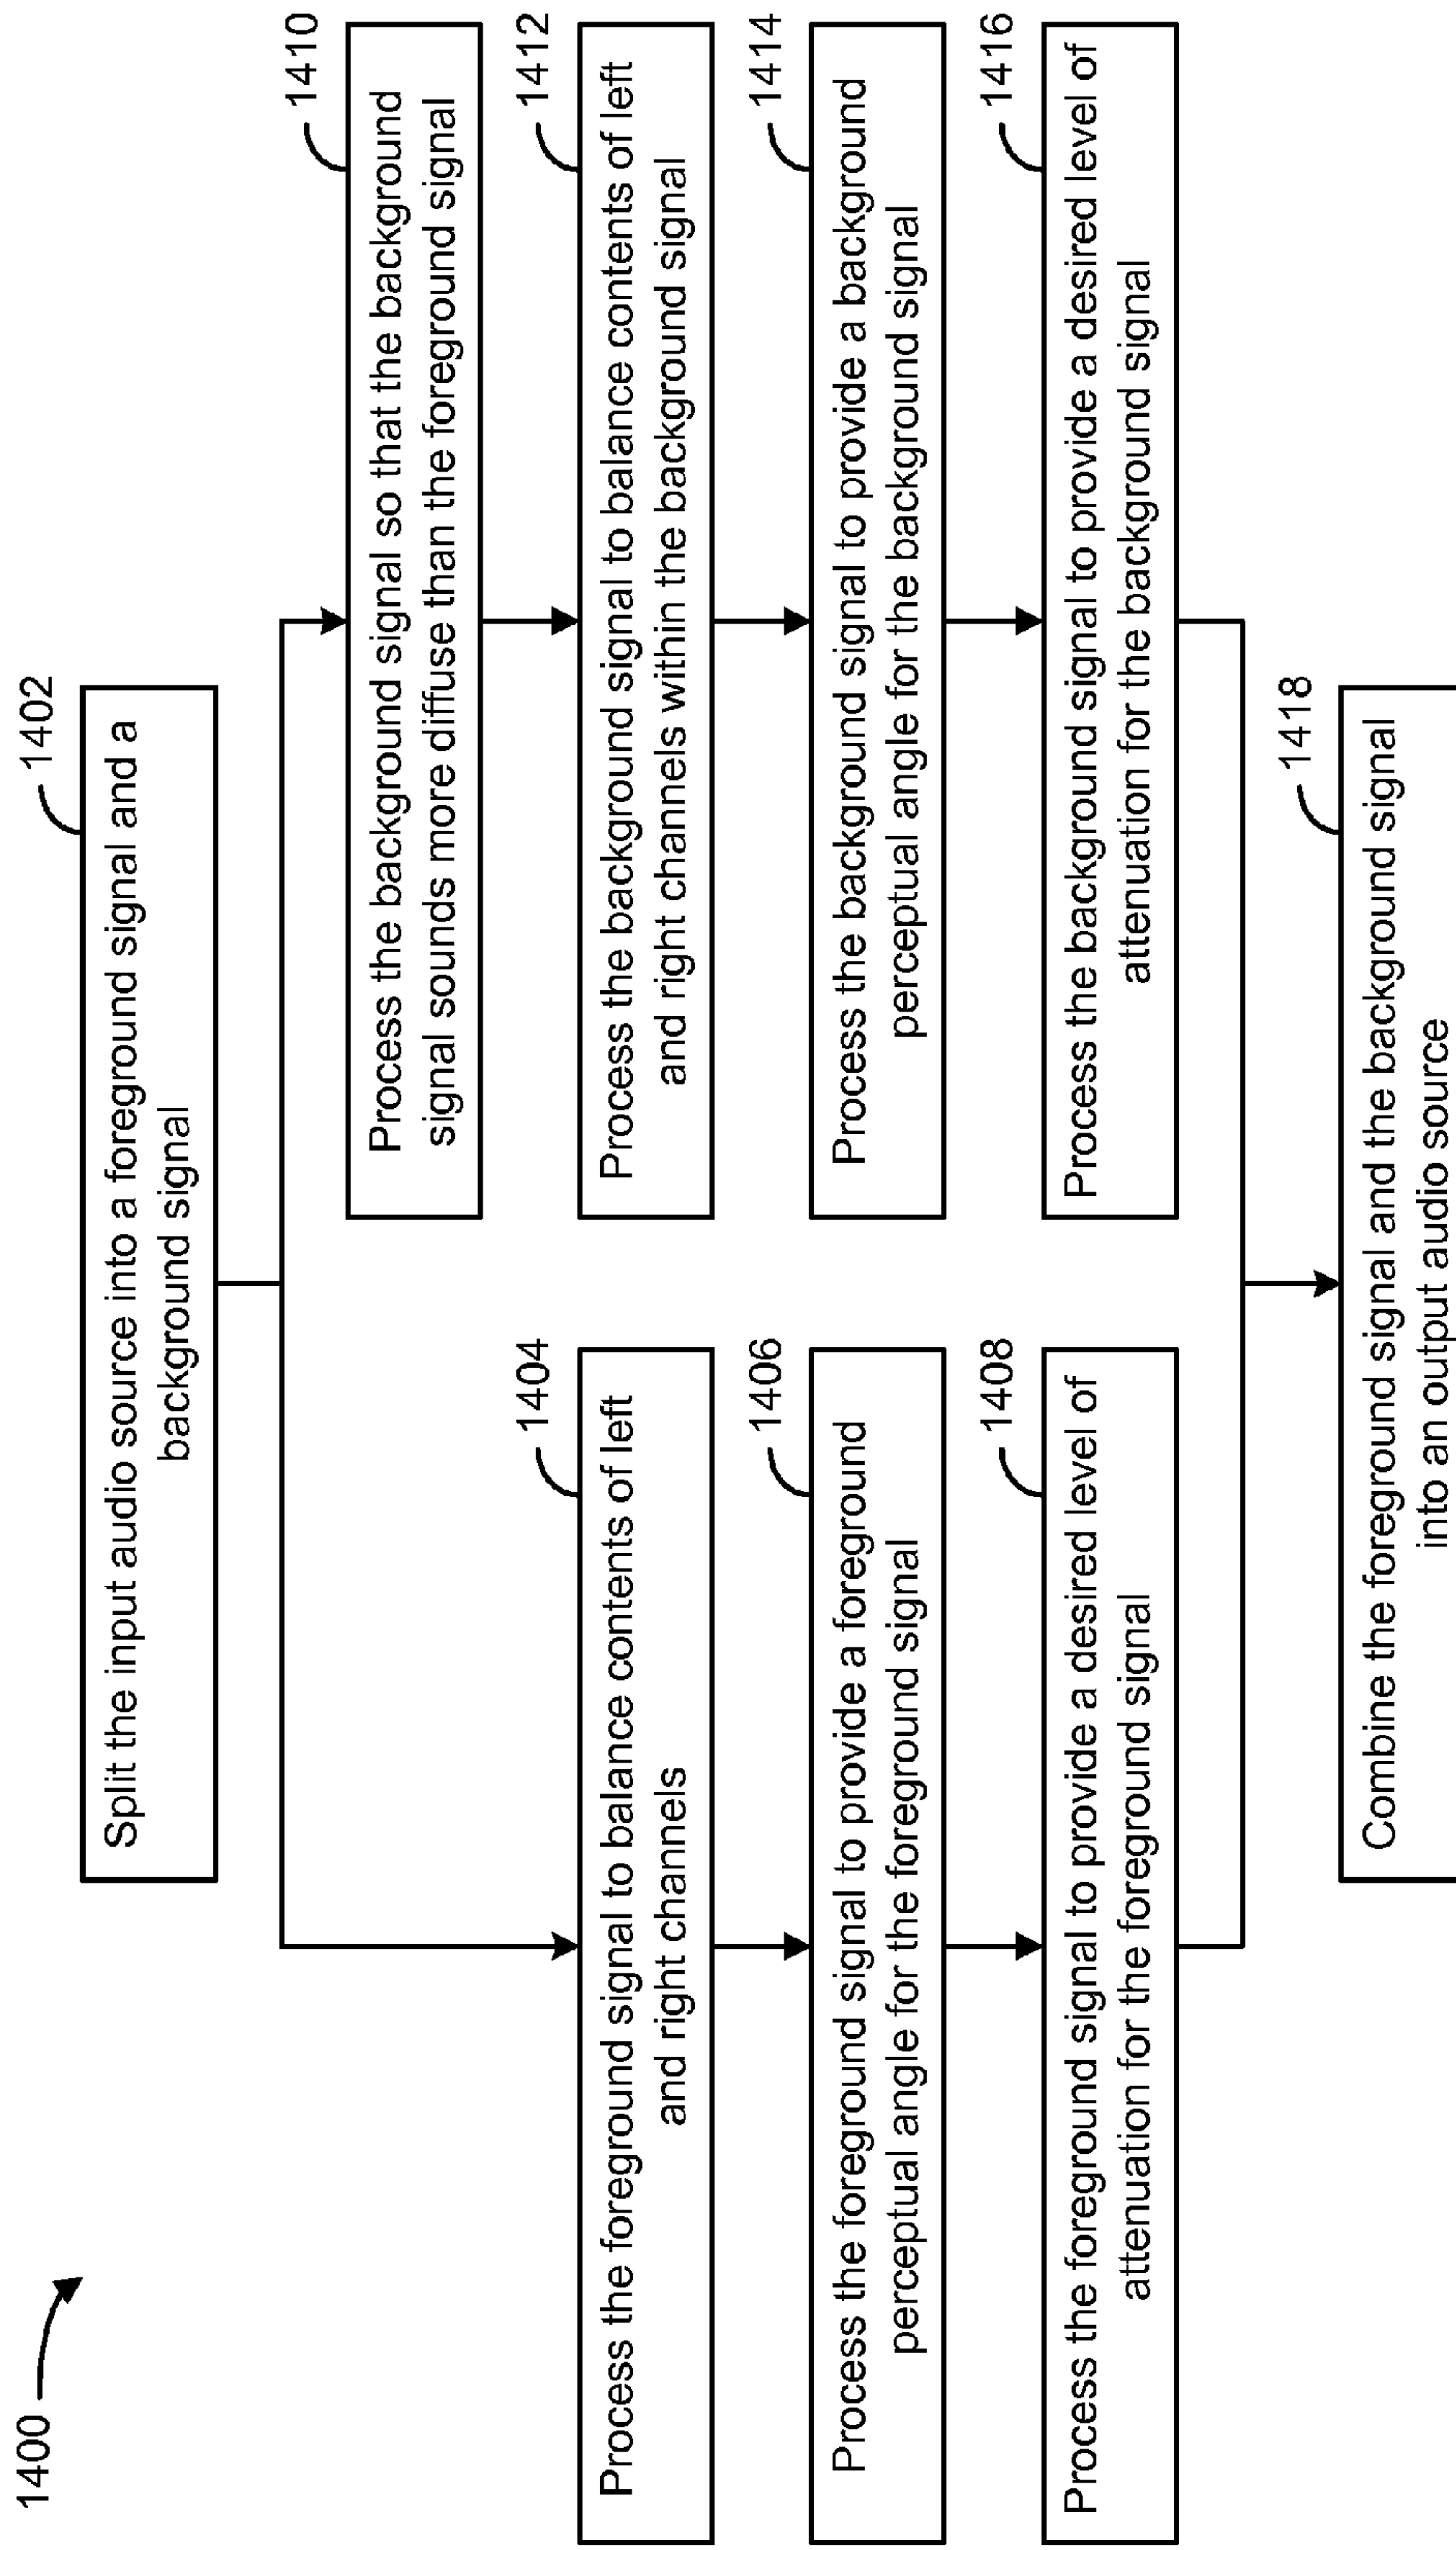 1400
1402
Split the input audio source into a foreground signal and a
background signal
1404
Process the foreground signal to balance contents of left
and right channels
1406
Process the foreground signal to provide a foreground
perceptual angle for the foreground signal
1408
Process the foreground signal to provide a desired level of
attenuation for the foreground signal
1410
Process the background signal so that the background
signal sounds more diffuse than the foreground signal
1412
Process the background signal to balance contents of left
and right channels within the background signal
1414
Process the background signal to provide a background
perceptual angle for the background signal
1416
Process the background signal to provide a desired level of
attenuation for the background signal
1418
Combine the foreground signal and the background signal
into an output audio source